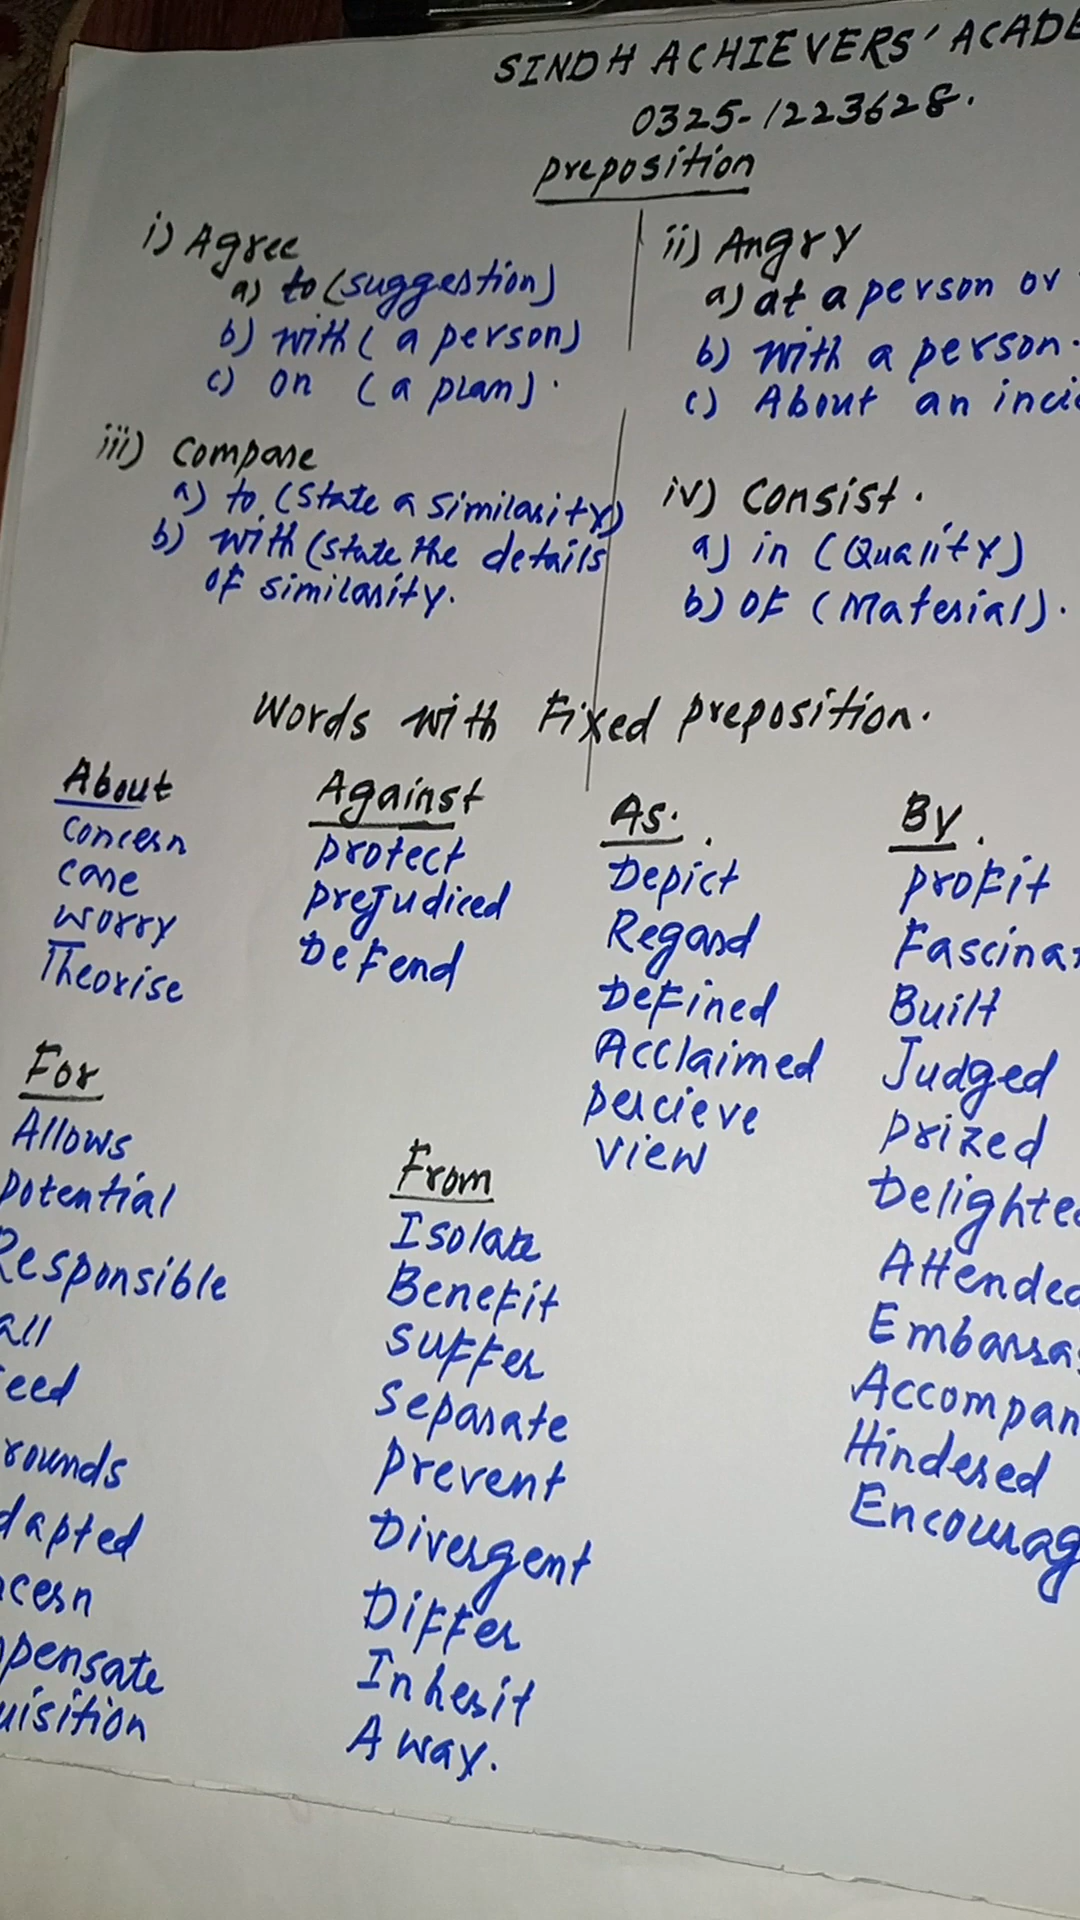 SINDH ACHIEVERS' ACADE
0325-1223628.
preposition
i) Agree
a) to (suggestion)
b) with ( a person)
c) on ( a plan).
ii) Angry
a) at a person or
b) with a person.
c) About an inci
iii) Compare
a) to (State a Similarity)
b) with (state the details
of similarity.
iv) Consist.
a) in (Quality)
b) OF (Material).
Words with Fixed preposition.
About
Concern
care
worry
Theorise
Against
protect
prejudiced
Defend
As.
Depict
Regard
Defined
Acclaimed
percieve
view
By.
profit
Fascinat
Built
Judged
prized
Delighte
Attended
Embarras
Accompan
Hindered
Encourag
For
Allows
potential
Responsible
all
eed
rounds
dapted
cern
pensate
uisition
From
Isolate
Benefit
Suffer
Separate
prevent
Divergent
Differ
Inherit
Away.